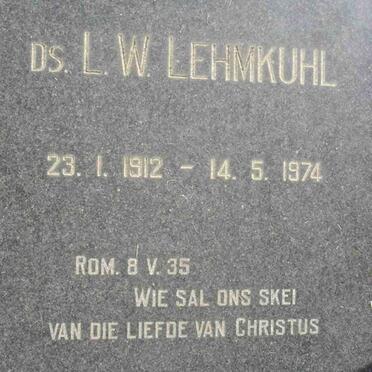 DS. L. W. LEHMKUHL
23. 1. 1912 – 14. 5. 1974
ROM. 8 V. 35
WIE SAL ONS SKEI
VAN DIE LIEFDE VAN CHRISTUS